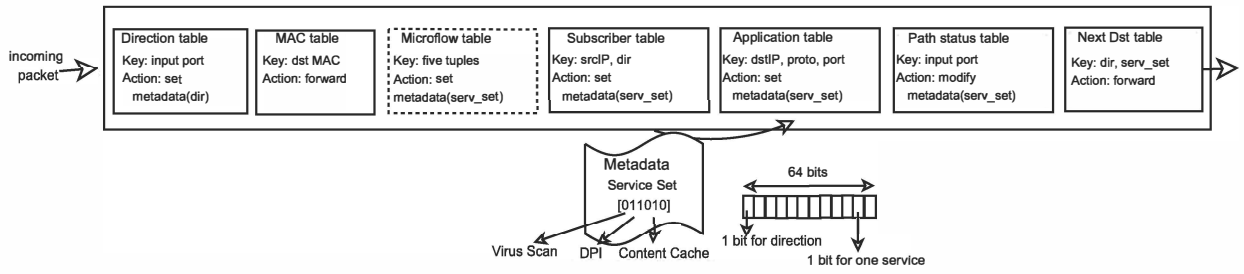 incoming
packet
Direction table
Key: input port
Action: set
metadata(dir)
MAC table
Key: dst MAC
Action: forward
Microflow table
Key: five tuples
Action: set
metadata(serv_set)
Subscriber table
Key: srcIP, dir
Action: set
metadata(serv_set)
Application table
Key: dstIP, proto, port
Action: set
metadata(serv_set)
Path status table
Key: input port
Action: modify
metadata(serv_set)
Next Dst table
Key: dir, serv_set
Action: forward
Metadata
Service Set
[011010]
Virus Scan
DPI
Content Cache
64 bits
1 bit for direction
1 bit for one service